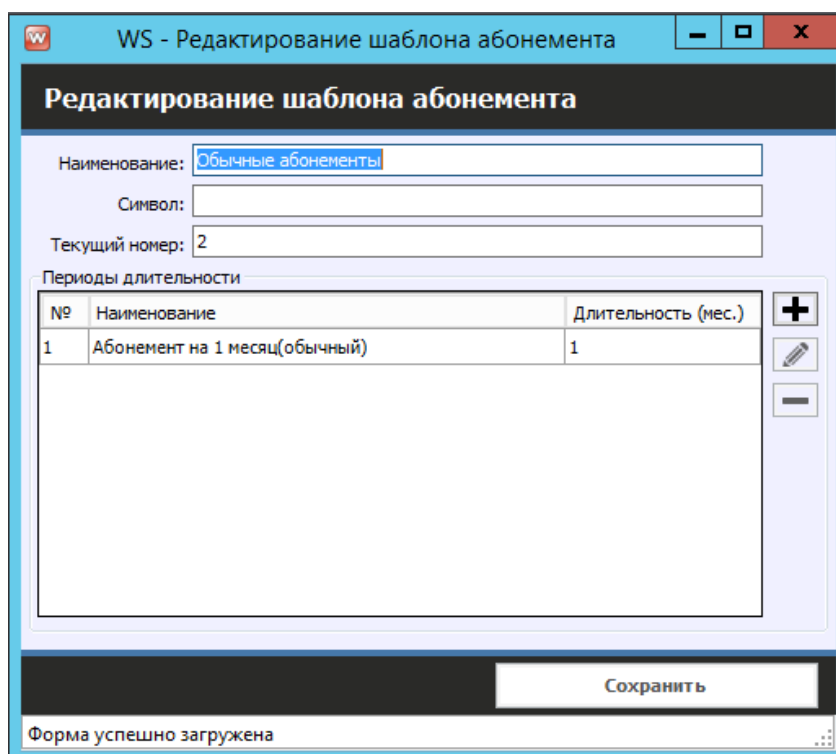 WS - Редактирование шаблона абонемента
Редактирование шаблона абонемента
Наименование: Обычные абонементы
Символ:
Текущий номер: 2
Периоды длительности
№ Наименование Длительность (мес.)
1 Абонемент на 1 месяц(обычный) 1
Сохранить
Форма успешно загружена